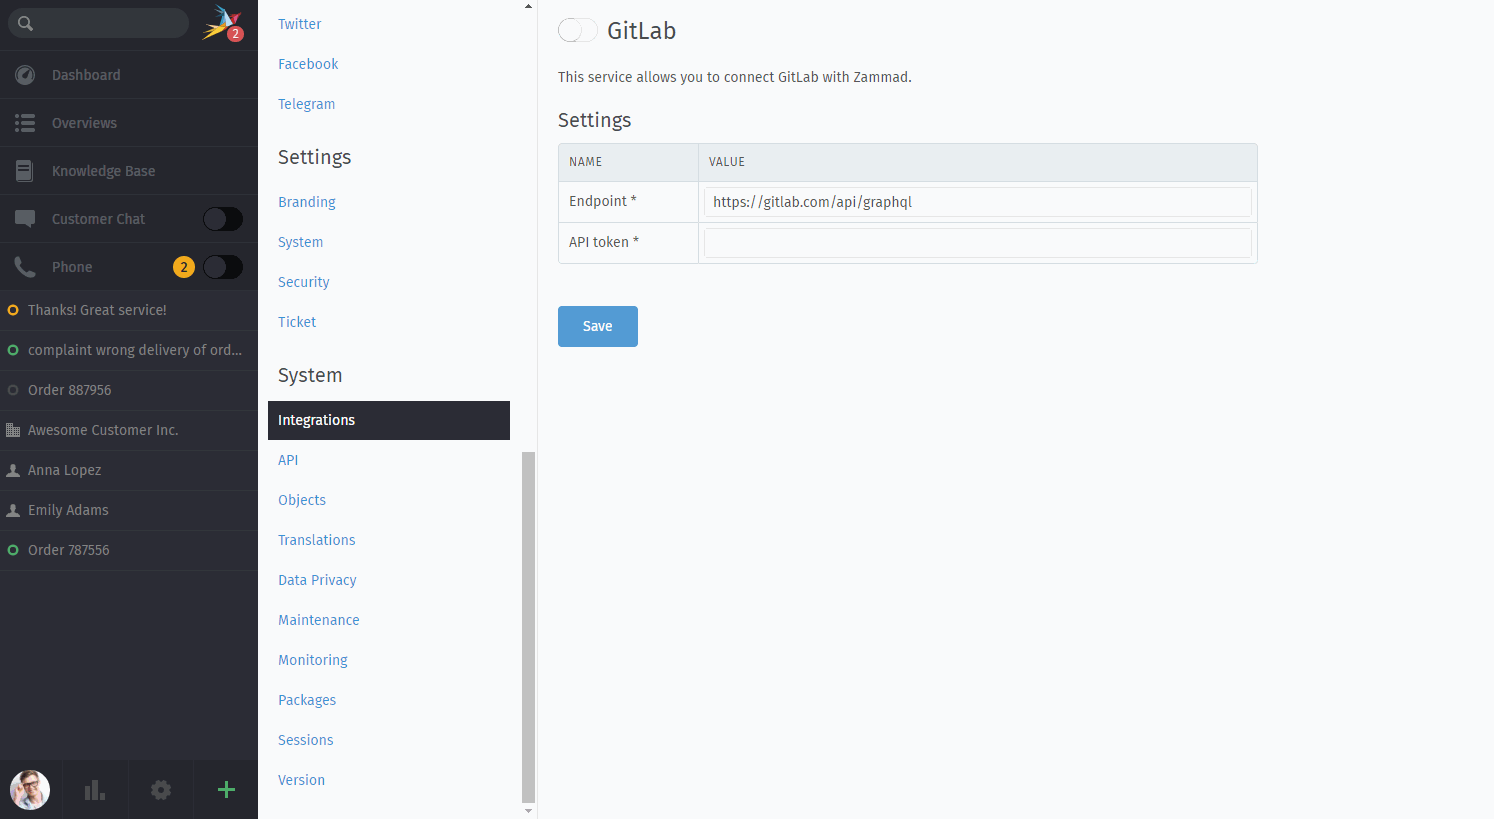 2
Dashboard
Overviews
Knowledge Base
Customer Chat
Phone 2
Thanks! Great service!
complaint wrong delivery of ord...
Order 887956
Awesome Customer Inc.
Anna Lopez
Emily Adams
Order 787556
Twitter
Facebook
Telegram
Settings
Branding
System
Security
Ticket
System
Integrations
API
Objects
Translations
Data Privacy
Maintenance
Monitoring
Packages
Sessions
Version
GitLab
This service allows you to connect GitLab with Zammad.
Settings
NAME VALUE
Endpoint * https://gitlab.com/api/graphql
API token *
Save